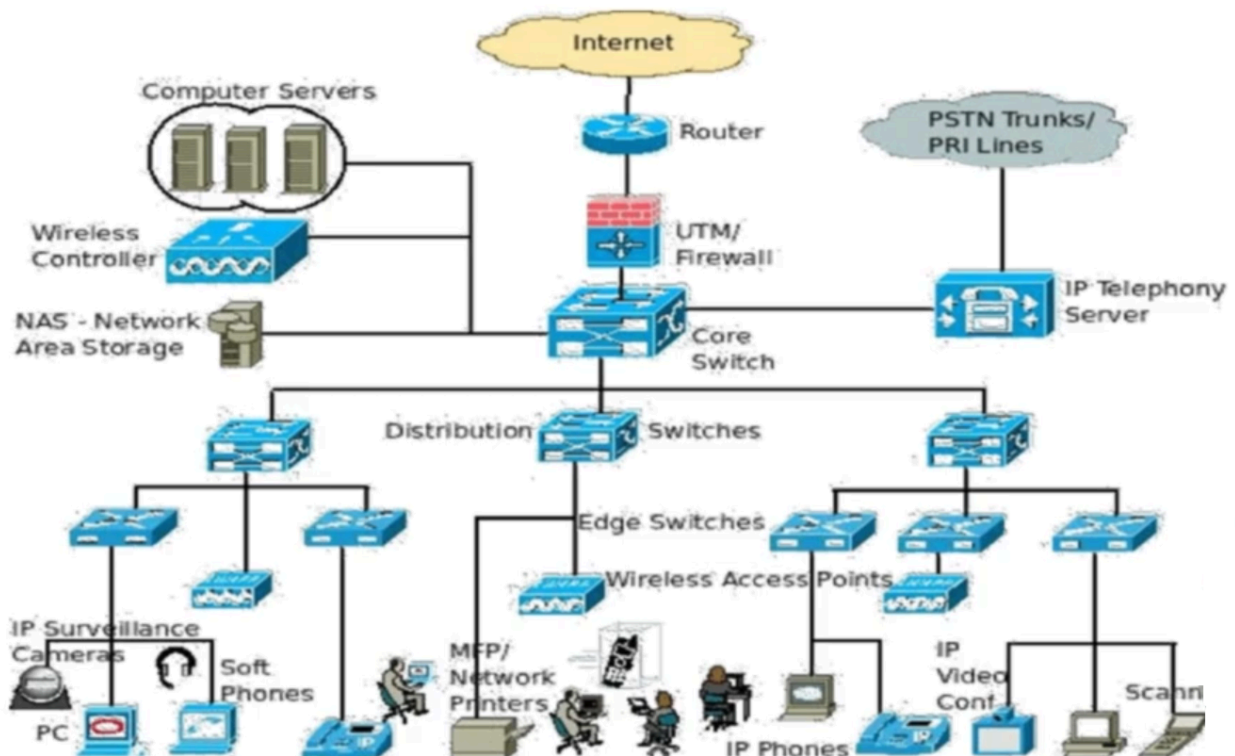 Internet
Computer Servers
Router
PSTN Trunks/
PRI Lines
Wireless
Controller
UTM/
Firewall
IP Telephony
Server
NAS - Network
Area Storage
Core
Switch
Distribution
Switches
Edge Switches
Wireless Access Points
IP Surveillance
Cameras
Soft
Phones
MFP/
Network
Printers
IP
Video
Conf
PC
IP
IP Phones
IP